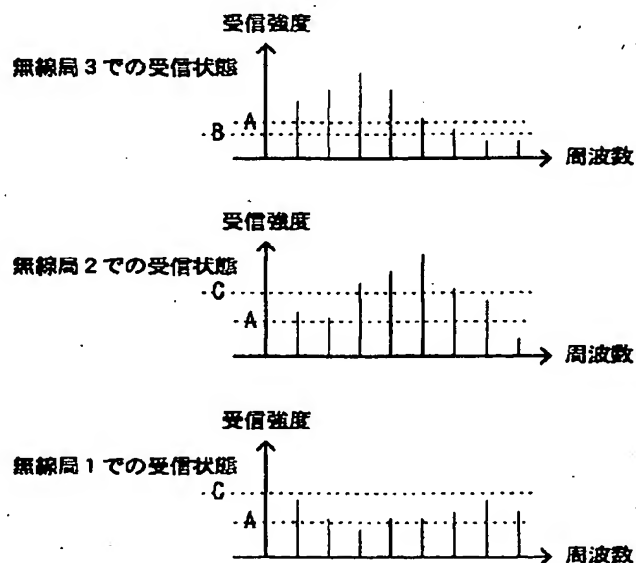 受信強度
無線局3での受信状態
A
B
周波数
受信強度
無線局2での受信状態
C
A
周波数
受信強度
無線局1での受信状態
C
A
周波数